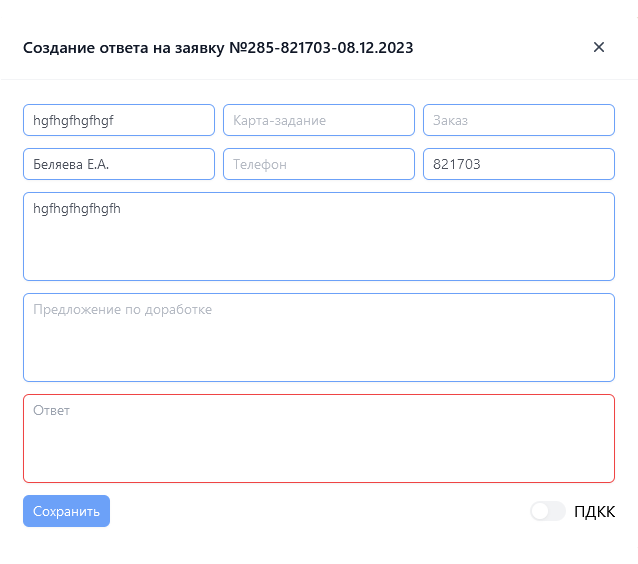 Создание ответа на заявку №285-821703-08.12.2023
hgfhgfhgfhgf Карта-задание Заказ
Беляева Е.А. Телефон 821703
hgfhgfhgfhgfh
Предложение по доработке
Ответ
Сохранить ПДКК